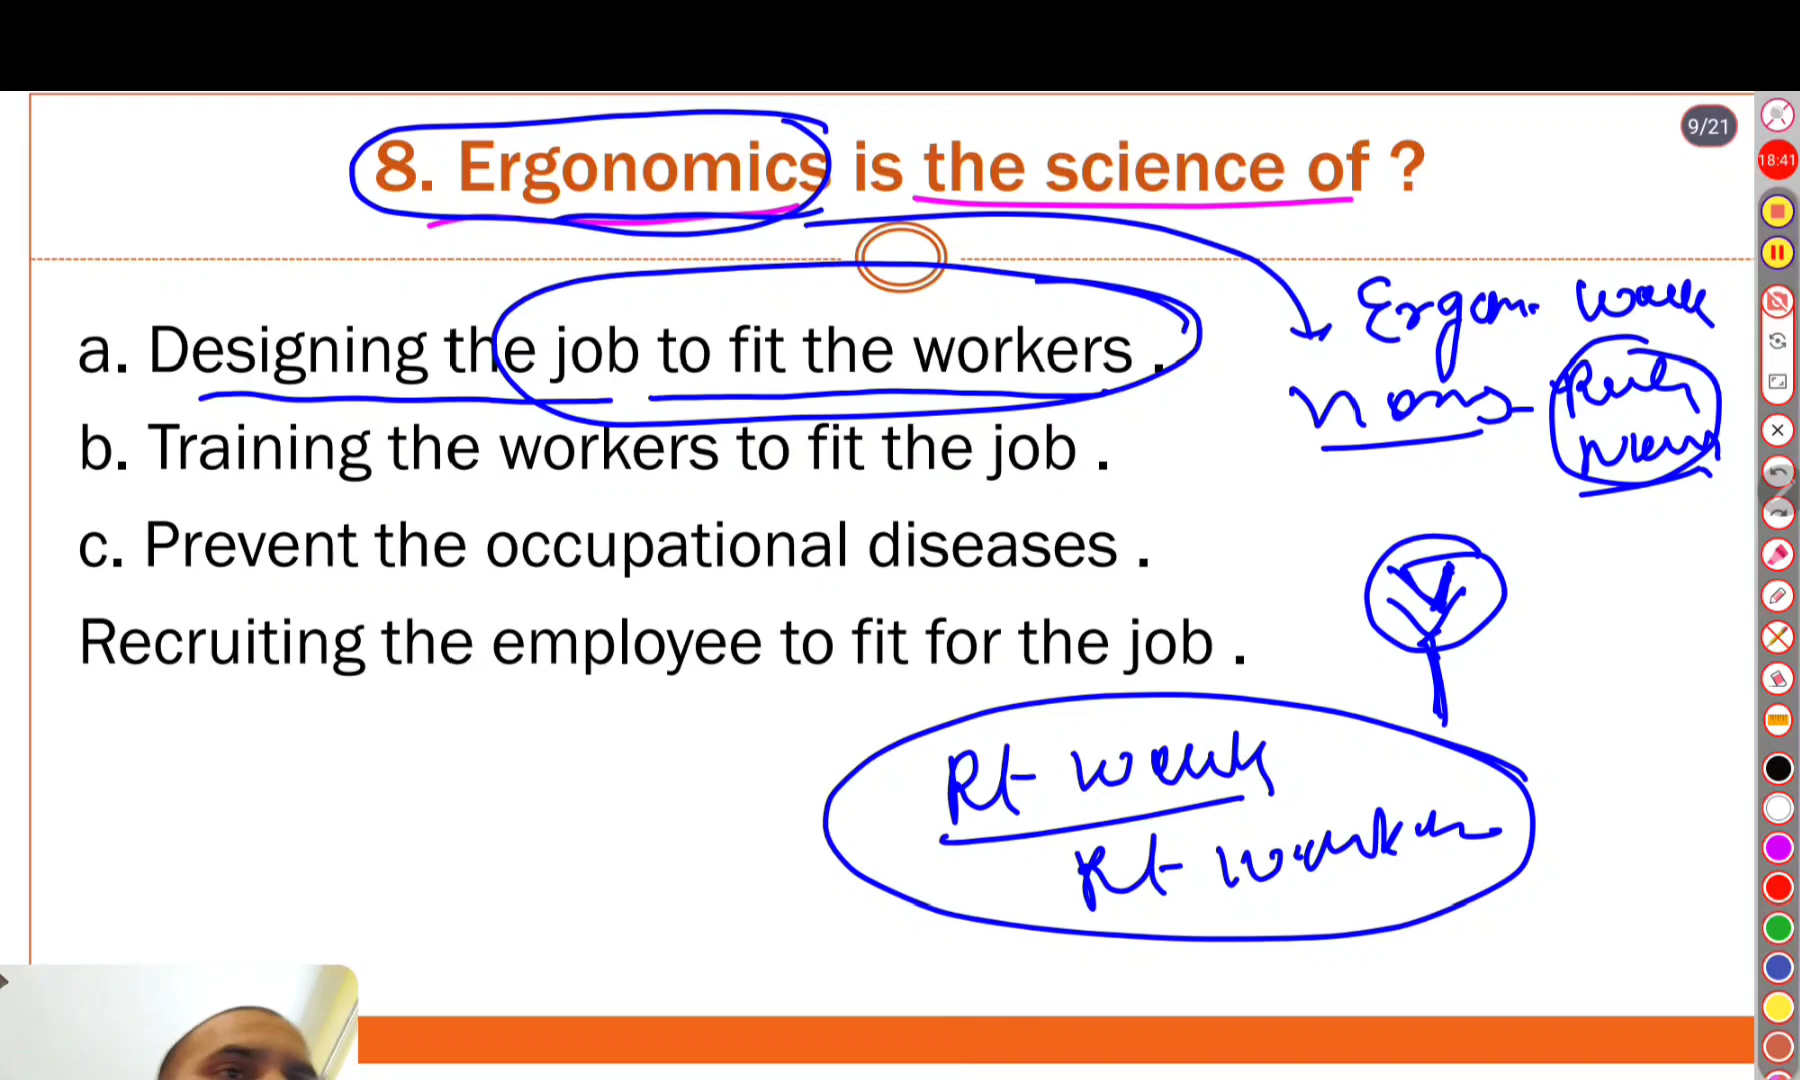 9/21
8. Ergonomics is the science of ?
18:41
a. Designing the job to fit the workers .
Ergon. work
Nomos-
b. Training the workers to fit the job .
c. Prevent the occupational diseases .
Recruiting the employee to fit for the job .
Rt work
Rt worker